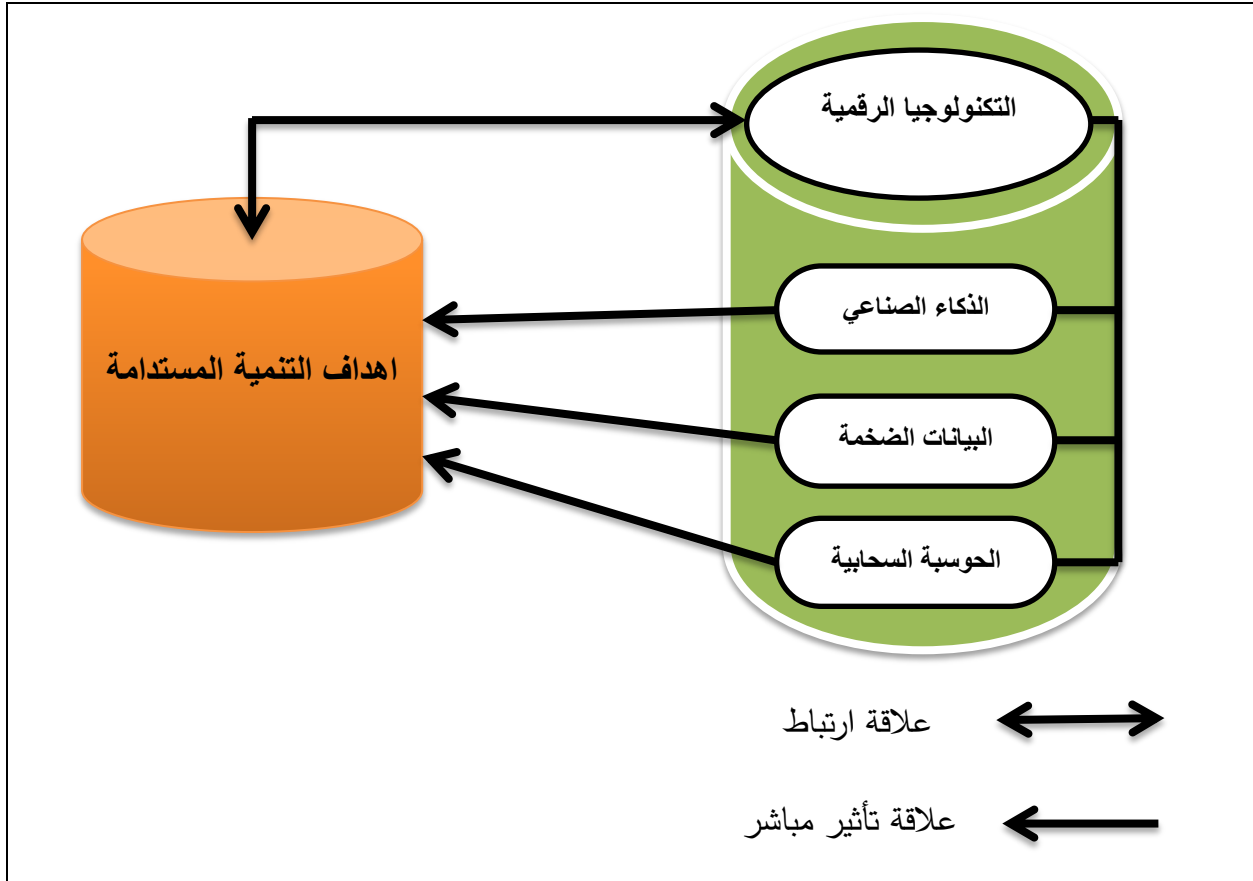 التكنولوجيا الرقمية
الذكاء الصناعي
اهداف التنمية المستدامة
البيانات الضخمة
الحوسبة السحابية
علاقة ارتباط
علاقة تأثير مباشر